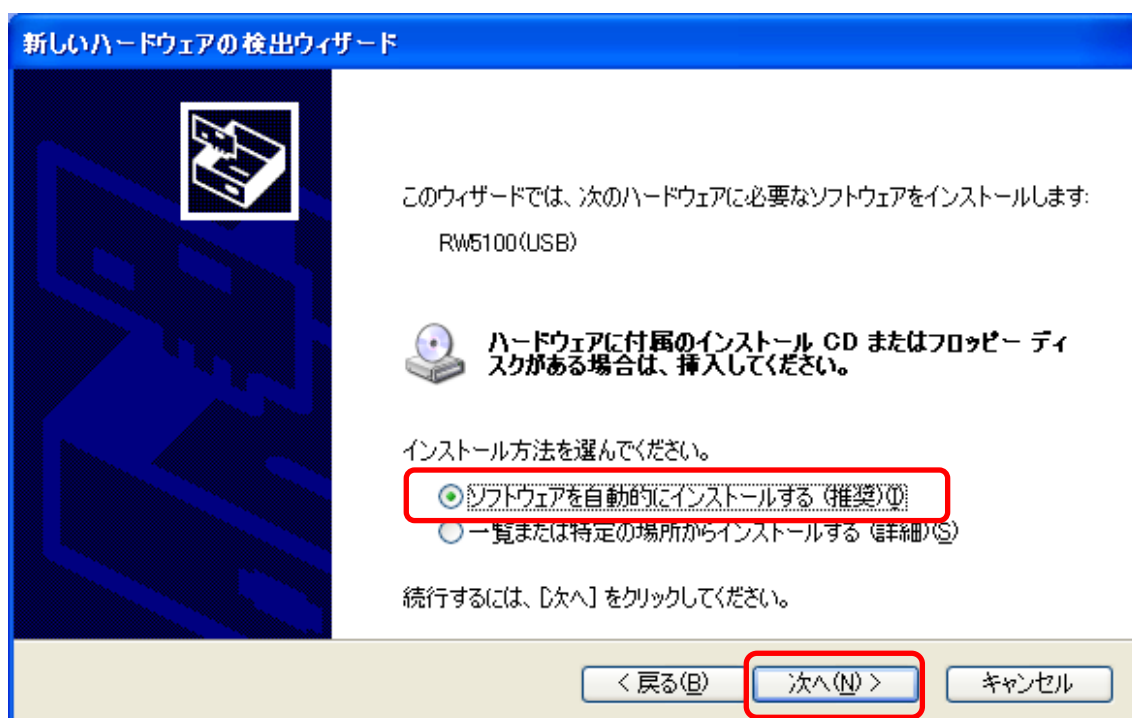 新しいハードウェアの検出ウィザード
このウィザードでは、次のハードウェアに必要なソフトウェアをインストールします:
RW5100(USB)
ハードウェアに付属のインストール CD またはフロッピー ディ
スクがある場合は、挿入してください。
インストール方法を選んでください。
ソフトウェアを自動的にインストールする (推奨)(I)
一覧または特定の場所からインストールする (詳細)(S)
続行するには、[次へ] をクリックしてください。
< 戻る(B)
次へ(N) >
キャンセル